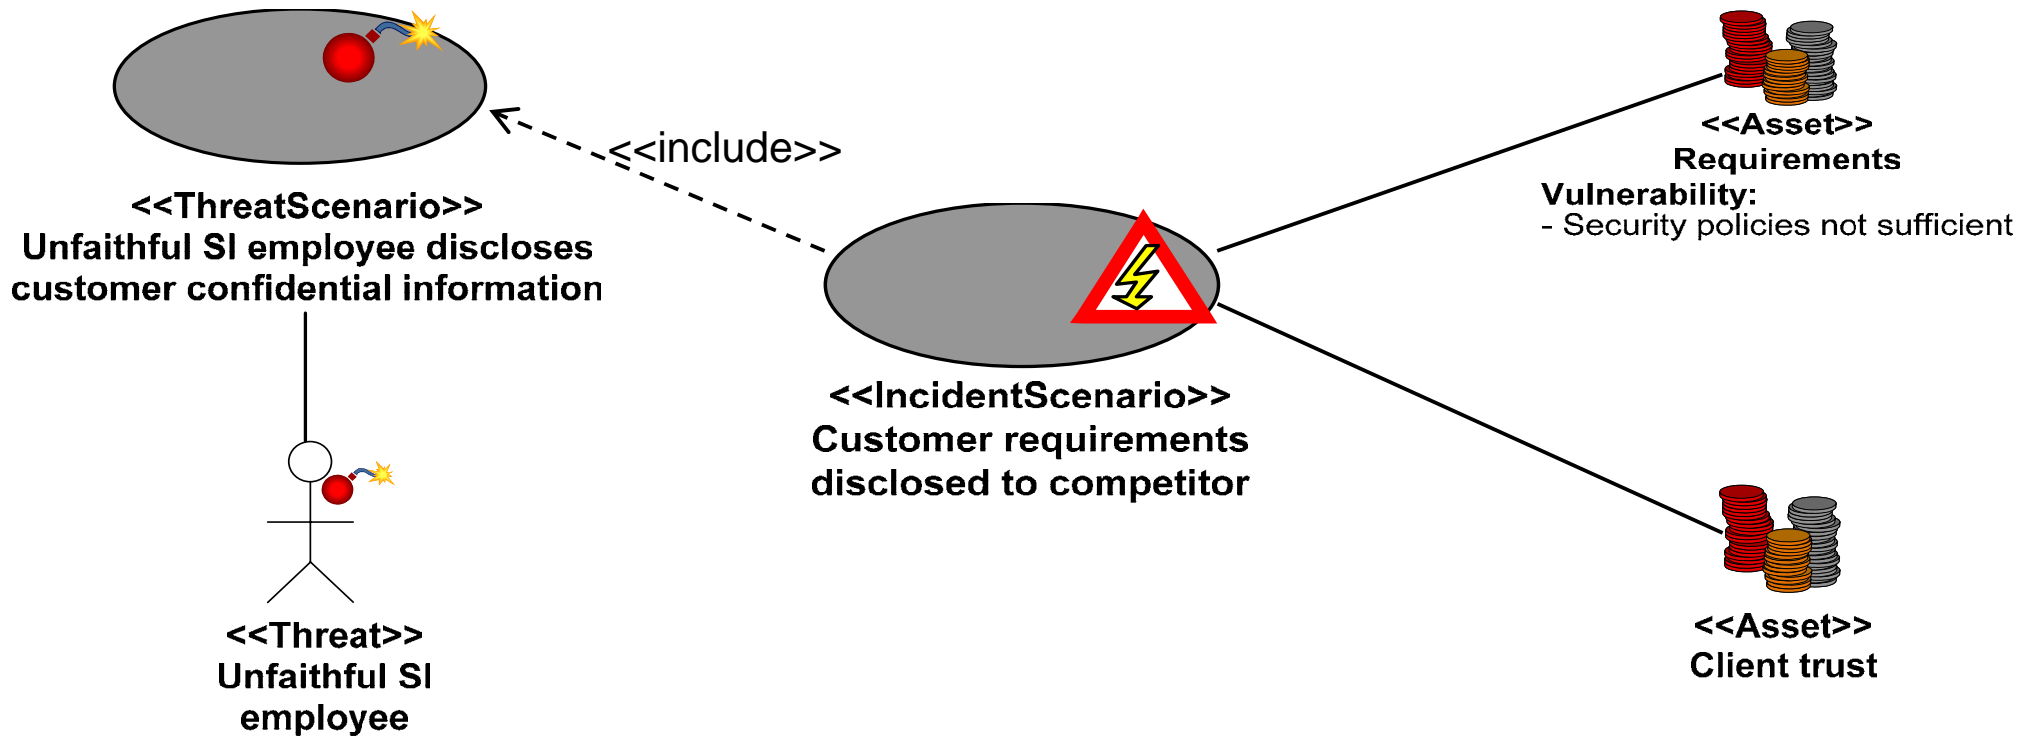 <<ThreatScenario>>
Unfaithful SI employee discloses
customer confidential information
<<Threat>>
Unfaithful SI
employee
<<include>>
<<IncidentScenario>>
Customer requirements
disclosed to competitor
<<Asset>>
Requirements
Vulnerability:
- Security policies not sufficient
<<Asset>>
Client trust